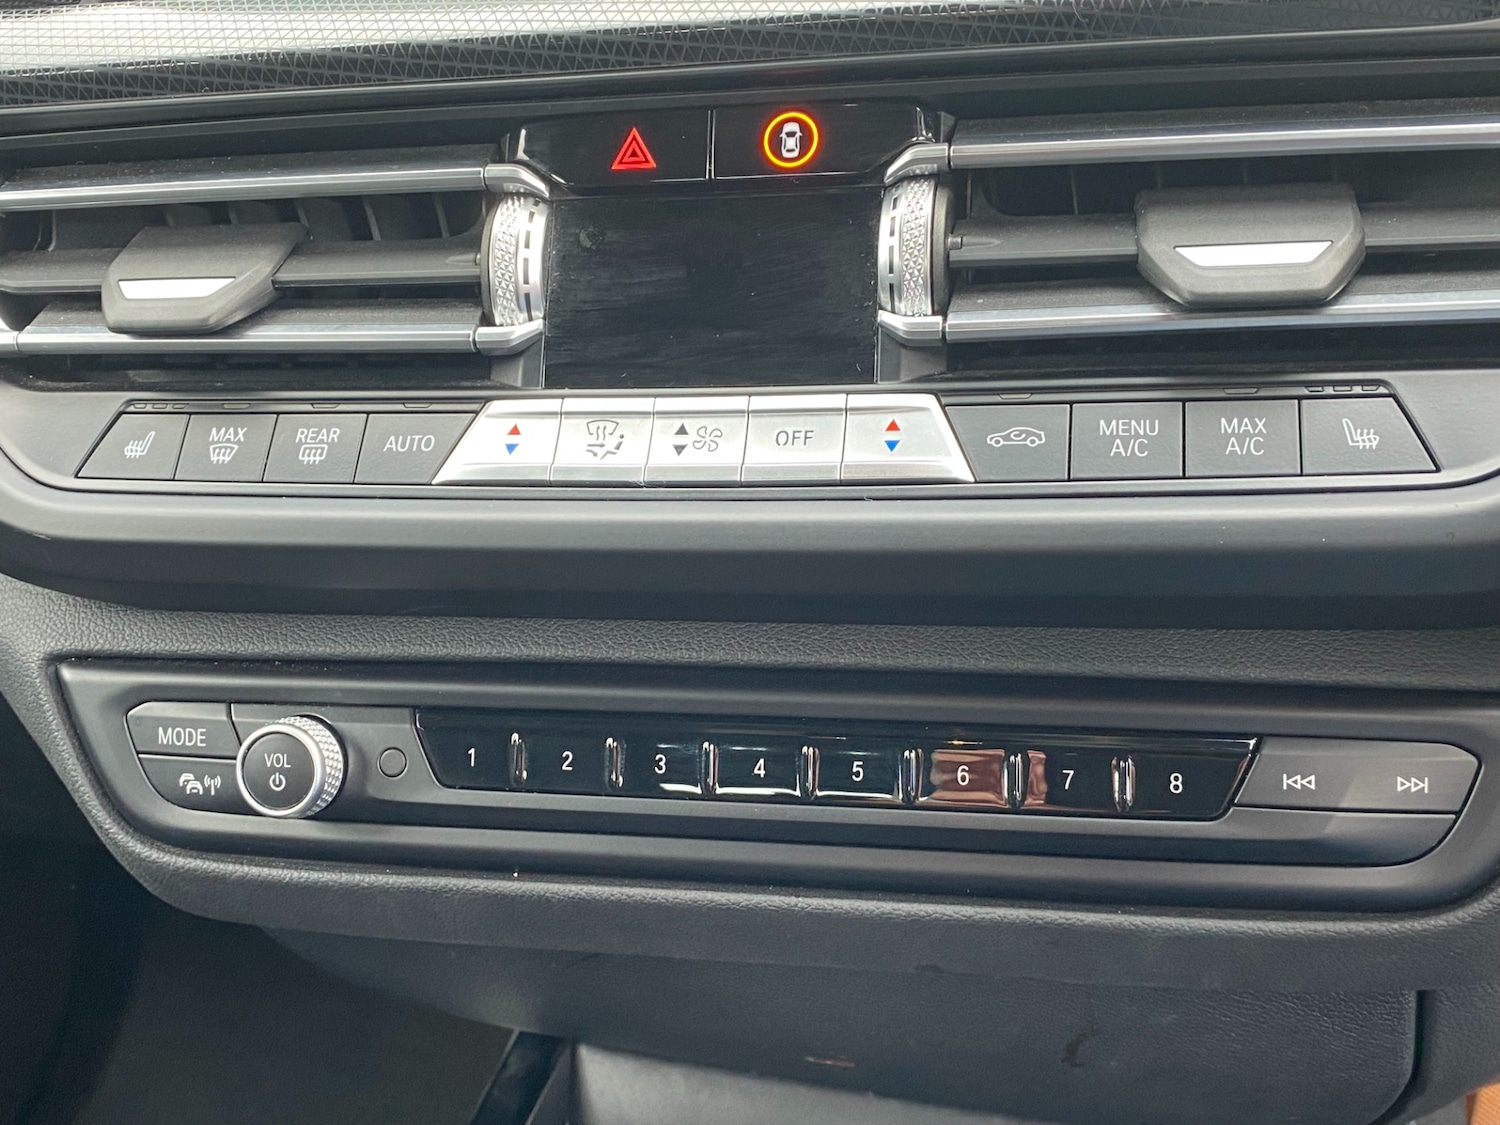 MAX
REAR
AUTO
OFF
MENU
A/C
MAX
A/C
MODE
VOL
1 2 3 4 5 6 7 8